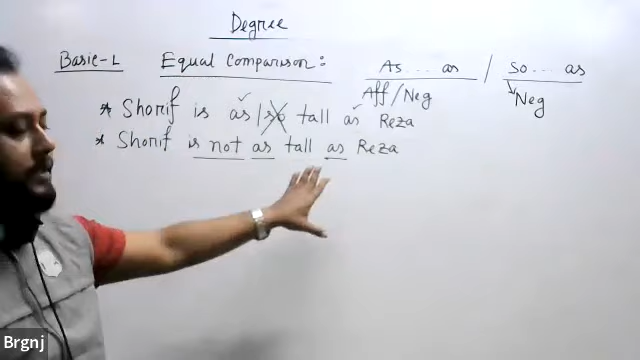 Degree
Basic-L Equal Comparison: As... as / So... as
Aff/Neg Neg
* Shorif is as/so tall as Reza
* Shorif is not as tall as Reza
Brgnj